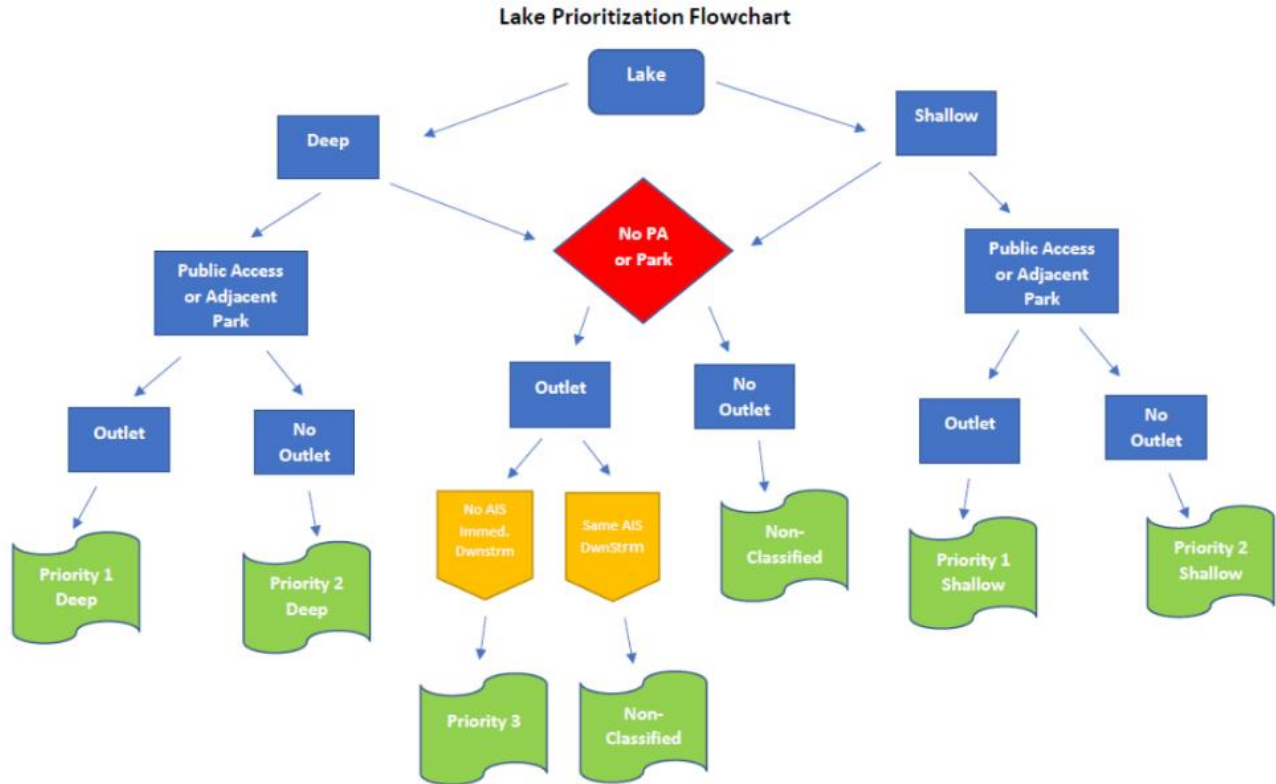 Lake Prioritization Flowchart
Lake
Deep
Shallow
No PA
or Park
Public Access
or Adjacent
Park
Public Access
or Adjacent
Park
Outlet
No
Outlet
Outlet
No
Outlet
Outlet
No
Outlet
No AIS
Immed.
Dwnstrm
Same AIS
DwnStrm
Non-
Classified
Priority 1
Deep
Priority 2
Deep
Priority 1
Shallow
Priority 2
Shallow
Priority 3
Non-
Classified